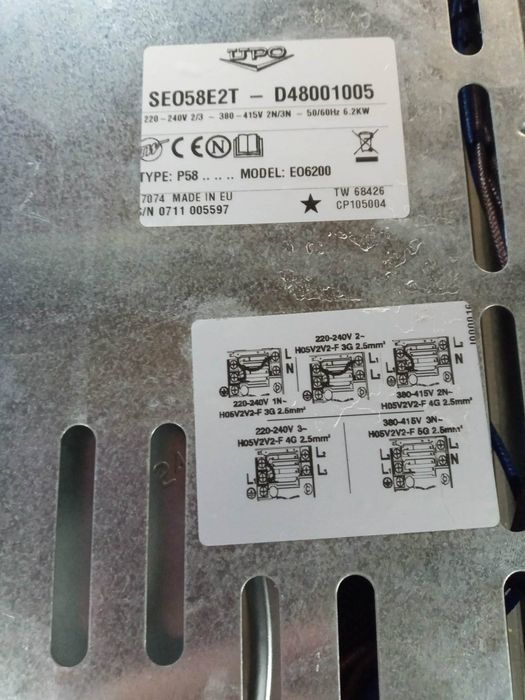 UPO
SEO58E2T - D48001005
220-240V 2/3 ~ 380-415V 2N/3N ~ 50/60Hz 6.2KW
CE N
TYPE: P58 .. .. .. MODEL: EO6200
7074 MADE IN EU
TW 68426
S/N 0711 005597
CP105004
220-240V 2~
H05V2V2-F 3G 2.5mm²
L
N
L
L
L
L
N
220-240V 1N~
H05V2V2-F 3G 2.5mm²
380-415V 2N~
H05V2V2-F 4G 2.5mm²
220-240V 3~
H05V2V2-F 4G 2.5mm²
380-415V 3N~
H05V2V2-F 5G 2.5mm²
L
L
L
L
L
L
N
24